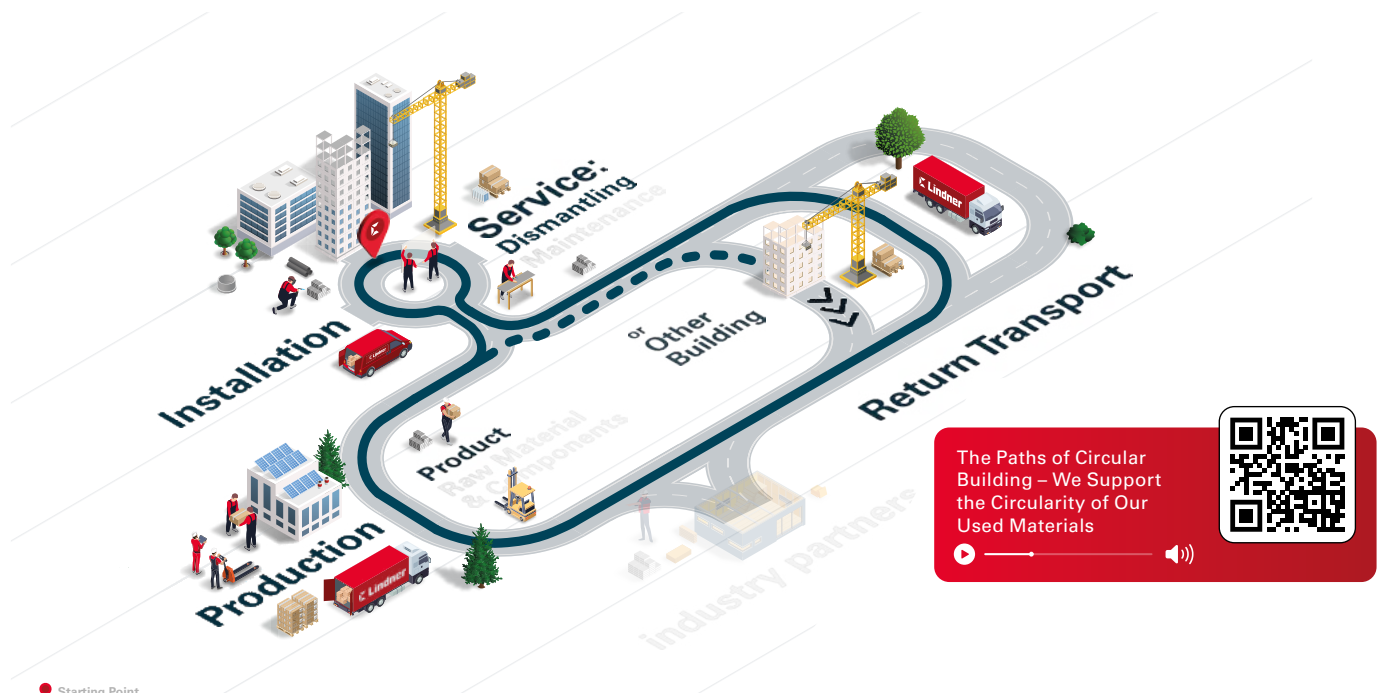 Service:
Dismantling
Maintenance
Lindner
or
Other
Building
Installation
Lindner
Return Transport
Product
Raw Material
& Components
The Paths of Circular
Building – We Support
the Circularity of Our
Used Materials
Production
Lindner
industry partners
Starting Point